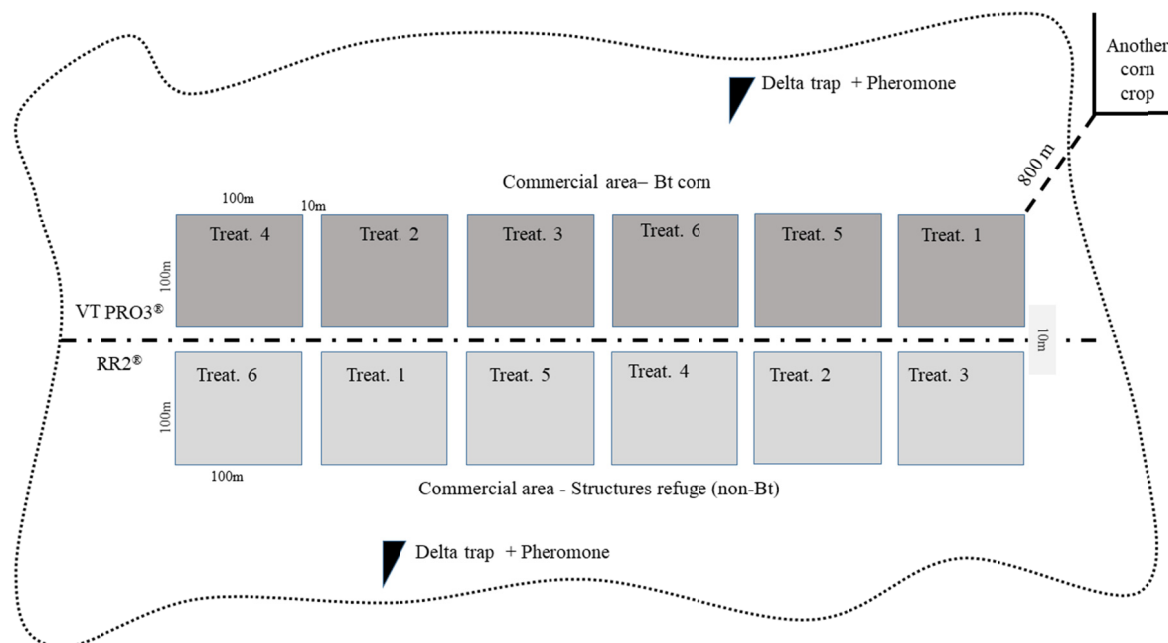 Another
corn
crop
Delta trap + Pheromone
800 m
Commercial area– Bt corn
100m
10m
Treat. 4
Treat. 2
Treat. 3
Treat. 6
Treat. 5
Treat. 1
100m
VT PRO3®
10m
RR2®
Treat. 6
Treat. 1
Treat. 5
Treat. 4
Treat. 2
Treat. 3
100m
100m
Commercial area - Structures refuge (non-Bt)
Delta trap + Pheromone